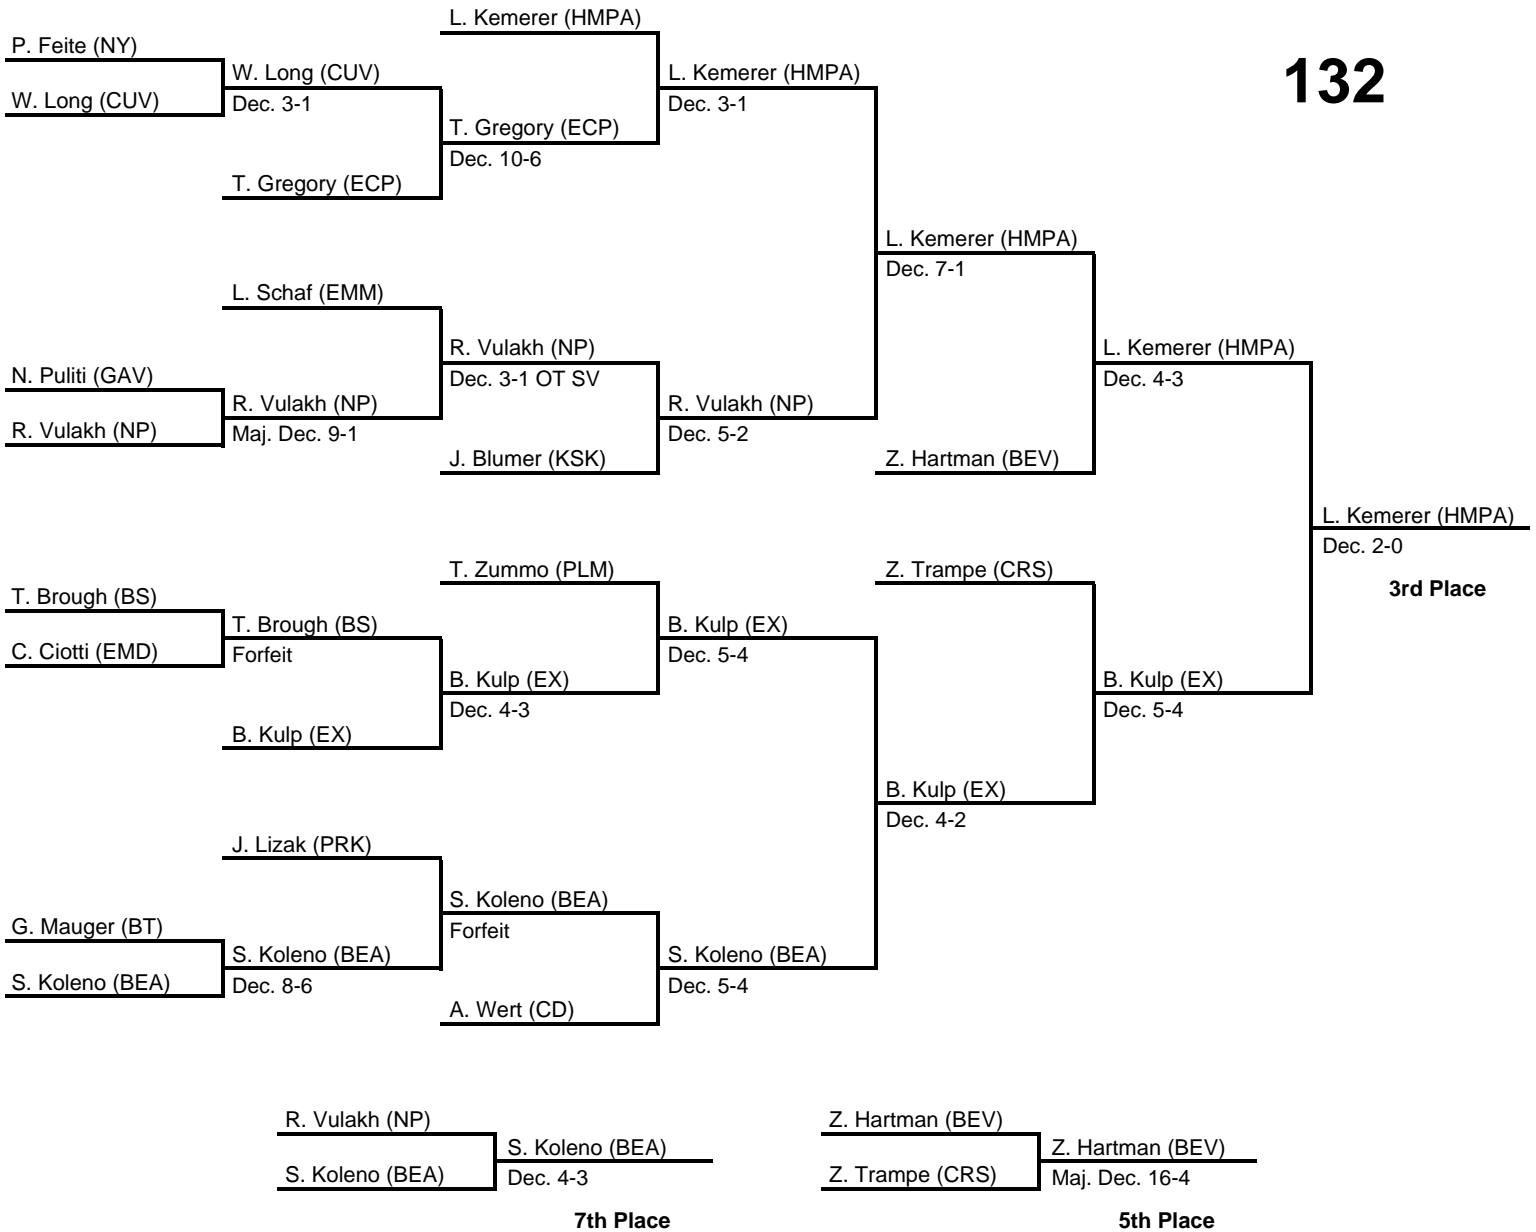 L. Kemerer (HMPA)
P. Feite (NY)
132
W. Long (CUV)
L. Kemerer (HMPA)
W. Long (CUV)
Dec. 3-1
Dec. 3-1
T. Gregory (ECP)
Dec. 10-6
T. Gregory (ECP)
L. Kemerer (HMPA)
Dec. 7-1
L. Schaf (EMM)
R. Vulakh (NP)
L. Kemerer (HMPA)
N. Puliti (GAV)
Dec. 3-1 OT SV
Dec. 4-3
R. Vulakh (NP)
R. Vulakh (NP)
R. Vulakh (NP)
Maj. Dec. 9-1
Dec. 5-2
J. Blumer (KSK)
Z. Hartman (BEV)
L. Kemerer (HMPA)
Dec. 2-0
T. Zummo (PLM)
Z. Trampe (CRS)
3rd Place
T. Brough (BS)
T. Brough (BS)
B. Kulp (EX)
C. Ciotti (EMD)
Forfeit
Dec. 5-4
B. Kulp (EX)
B. Kulp (EX)
Dec. 4-3
Dec. 5-4
B. Kulp (EX)
B. Kulp (EX)
Dec. 4-2
J. Lizak (PRK)
S. Koleno (BEA)
G. Mauger (BT)
Forfeit
S. Koleno (BEA)
S. Koleno (BEA)
S. Koleno (BEA)
Dec. 8-6
Dec. 5-4
A. Wert (CD)
R. Vulakh (NP)
Z. Hartman (BEV)
S. Koleno (BEA)
Z. Hartman (BEV)
S. Koleno (BEA)
Dec. 4-3
Z. Trampe (CRS)
Maj. Dec. 16-4
7th Place
5th Place